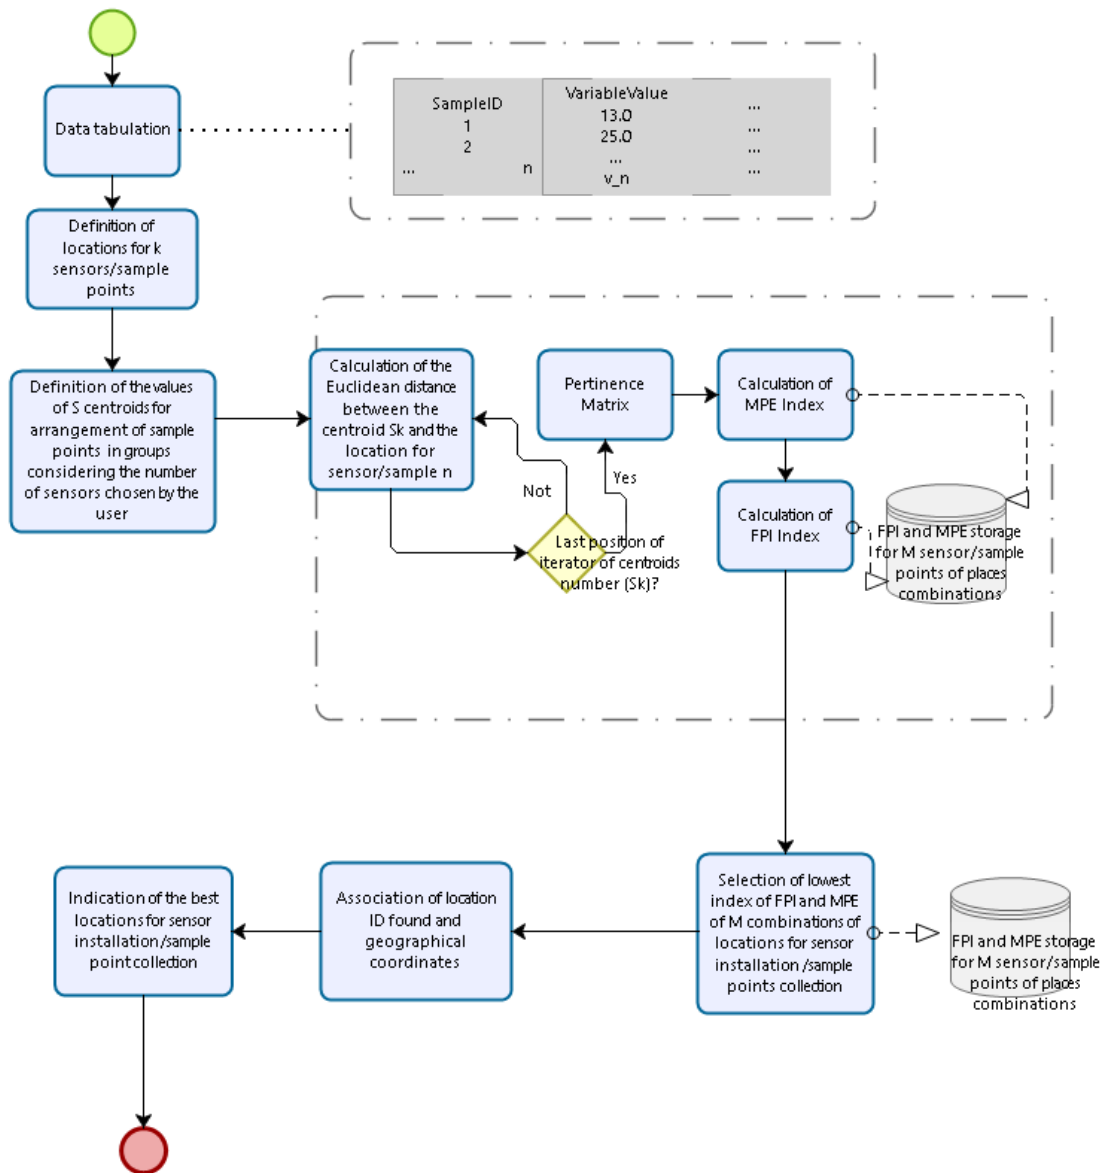 Data tabulation
SampleID
1
2
... n
VariableValue
13.0
25.0
...
v_n
...
...
...
...
Definition of
locations for k
sensors/sample
points
Definition of the values
of S centroids for
arrangement of sample
points in groups
considering the number
of sensors chosen by the
user
Calculation of the
Euclidean distance
between the
centroid Sk and the
location for
sensor/sample n
Pertinence
Matrix
Calculation of
MPE Index
Not
Yes
Last position of
iterator of centroids
number (Sk)?
Calculation of
FPI Index
FPI and MPE storage
for M sensor/sample
points of places
combinations
Indication of the best
locations for sensor
installation /sample
point collection
Association of location
ID found and
geographical
coordinates
Selection of lowest
index of FPI and MPE
of M combinations of
locations for sensor
installation /sample
points collection
FPI and MPE storage
for M sensor/sample
points of places
combinations